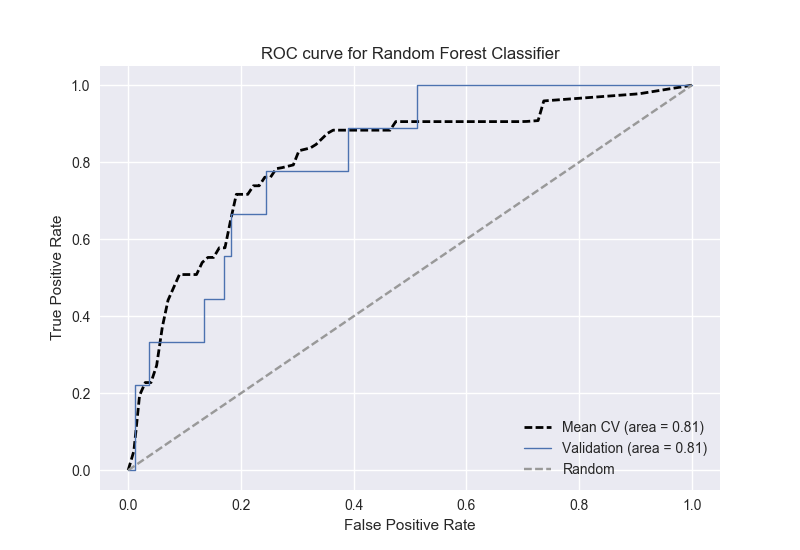 ROC curve for Random Forest Classifier
1.0
0.8
0.6
0.4
0.2
0.0
True Positive Rate
Mean CV (area = 0.81)
Validation (area = 0.81)
Random
0.0 0.2 0.4 0.6 0.8 1.0
False Positive Rate